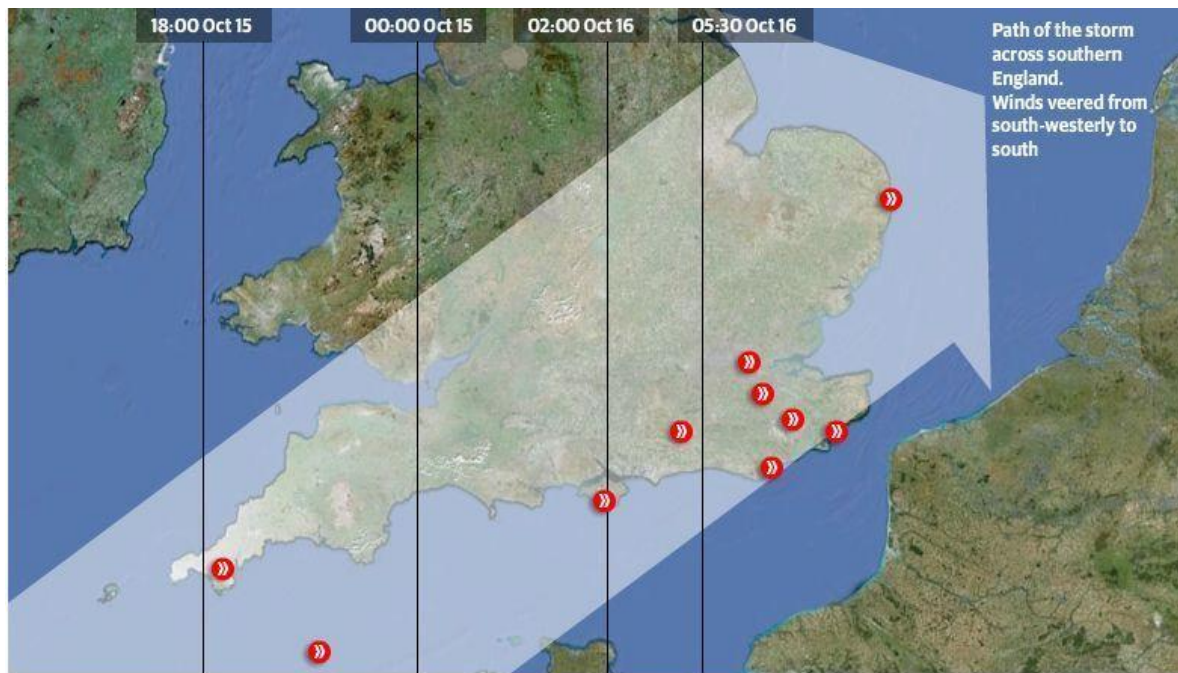 18:00 Oct 15
00:00 Oct 15
02:00 Oct 16
05:30 Oct 16
Path of the storm
across southern
England.
Winds veered from
south-westerly to
south